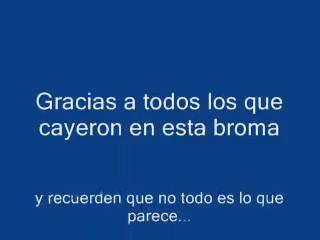 Gracias a todos los que
cayeron en esta broma
y recuerden que no todo es lo que
parece...